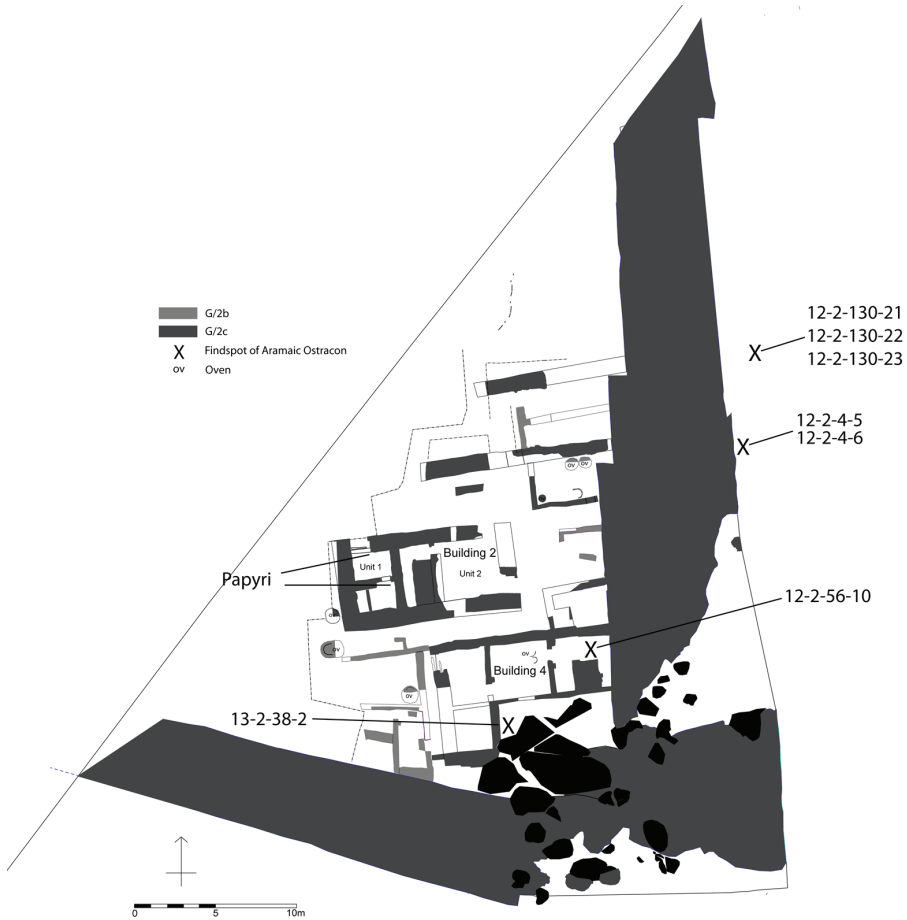 12-2-130-21
12-2-130-22
12-2-130-23
G/2b
G/2c
X Findspot of Aramaic Ostracon
OV Oven
X
12-2-4-5
12-2-4-6
X
OV OV
Building 2
Unit 1
Unit 2
Papyri
12-2-56-10
OV
OV
X
OV
Building 4
OV
13-2-38-2
X
0 5 10m